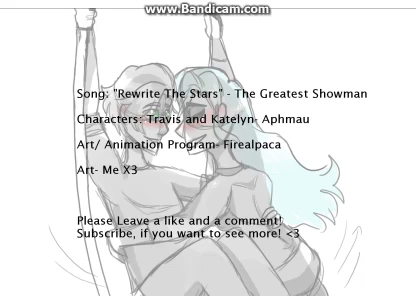 www.Bandicam.com
Song: "Rewrite The Stars" - The Greatest Showman
Characters: Travis and Katelyn- Aphmau
Art/ Animation Program- Firealpaca
Art- Me X3
Please Leave a like and a comment!
Subscribe, if you want to see more! <3